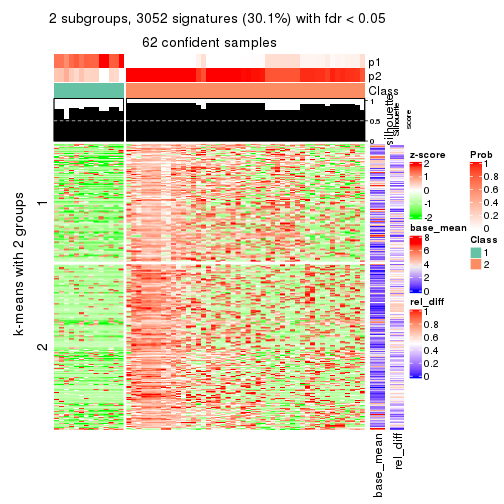 2 subgroups, 3052 signatures (30.1%) with fdr < 0.05
62 confident samples
p1
p2
Class
1
0.5
0
silhouette
Silhouette
score
k-means with 2 groups
1
2
base_mean
rel_diff
z-score
2
1
0
-1
-2
base_mean
8
6
4
2
0
rel_diff
1
0.8
0.6
0.4
0.2
0
Prob
1
0.8
0.6
0.4
0.2
0
Class
1
2